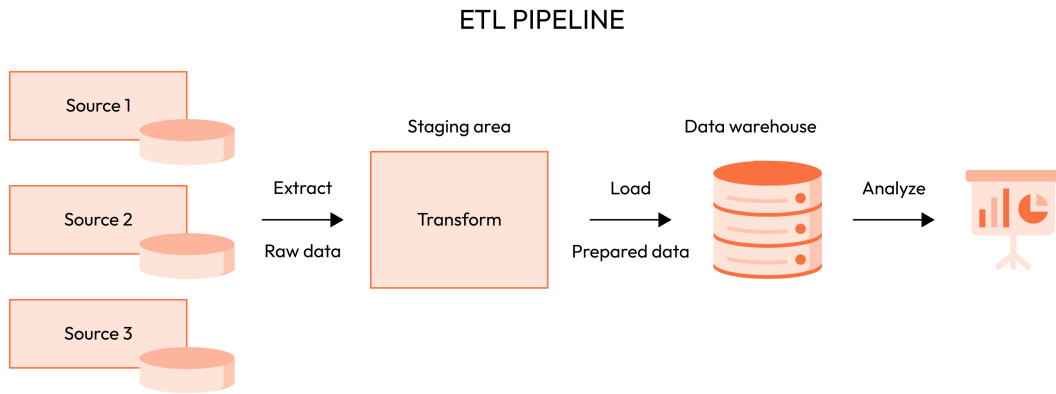 ETL PIPELINE
Source 1
Source 2
Source 3
Extract
Raw data
Staging area
Transform
Load
Prepared data
Data warehouse
Analyze